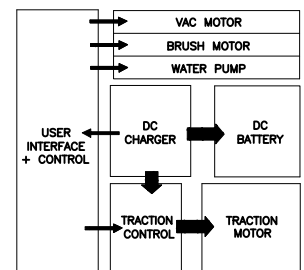 VAC MOTOR
BRUSH MOTOR
WATER PUMP
USER
INTERFACE
+ CONTROL
DC
CHARGER
DC
BATTERY
TRACTION
CONTROL
TRACTION
MOTOR